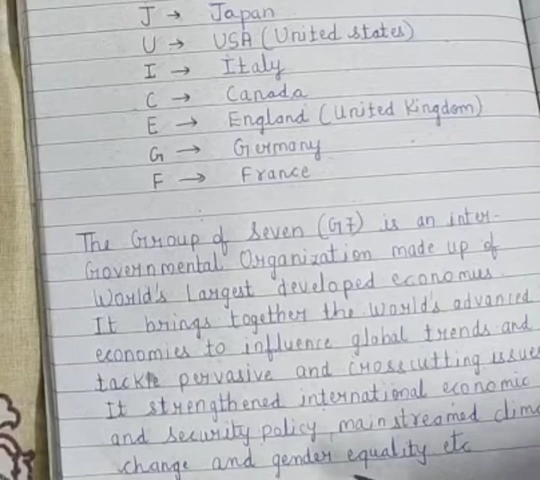 J → Japan
U → USA (United states)
I → Italy
C → Canada
E → England (United Kingdom)
G → Germany
F → France
The Group of Seven (G7) is an inter-
Governmental Organization made up of
World's Largest developed economies.
It brings together the World's advanced
economies to influence global trends and
tackle pervasive and crosscutting issues
It strengthened international economic
and security policy, mainstreamed clim
change and gender equality etc